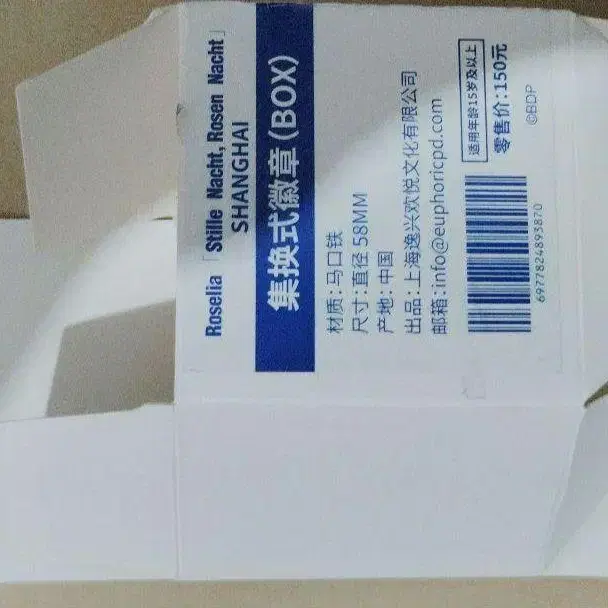 Roselia「Stille Nacht, Rosen Nacht」
SHANGHAI
集换式徽章(BOX)
材质:马口铁
尺寸:直径 58MM
产地:中国
出品:上海逸兴欢悦文化有限公司
邮箱:info@euphoricpd.com
适用年龄15岁及以上
零售价:150元
6977824893870
©BDP